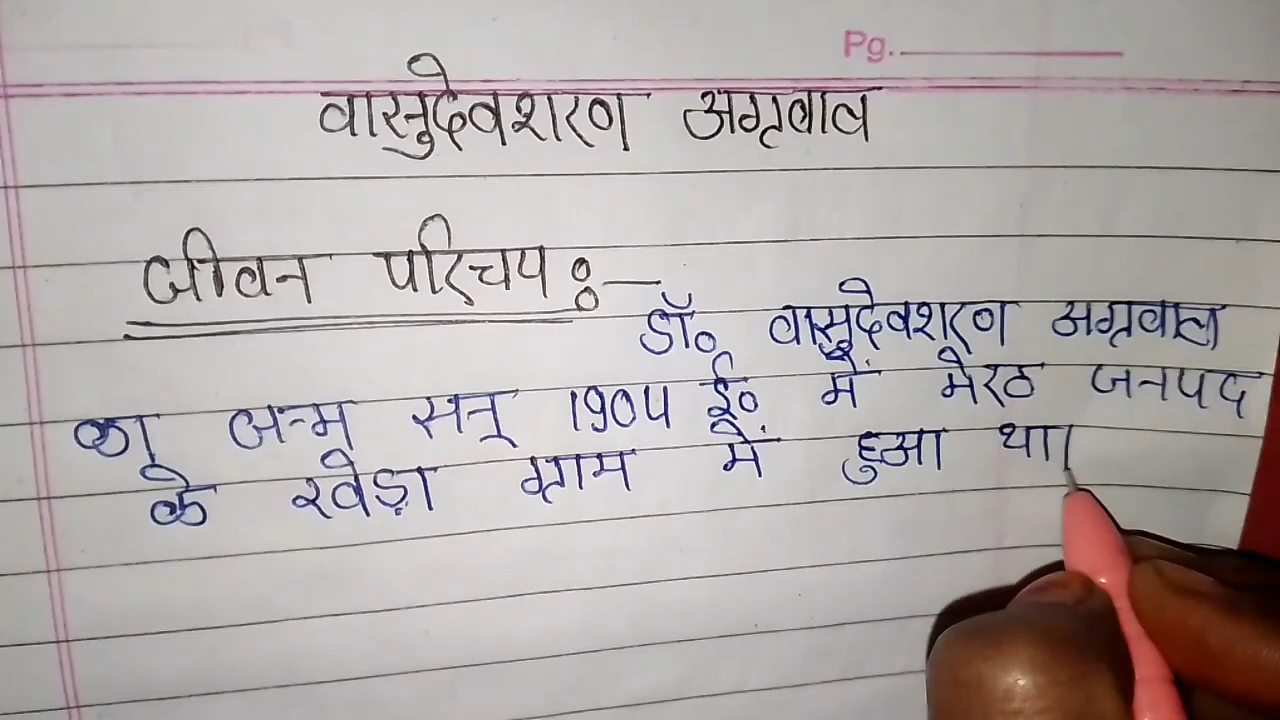 Pg.
वासुदेवशरण अग्रवाल
जीवन परिचय :-
डॉ० वासुदेवशरण अग्रवाल
का जन्म सन् 1904 ई० में मेरठ जनपद
के खेड़ा ग्राम में हुआ था।